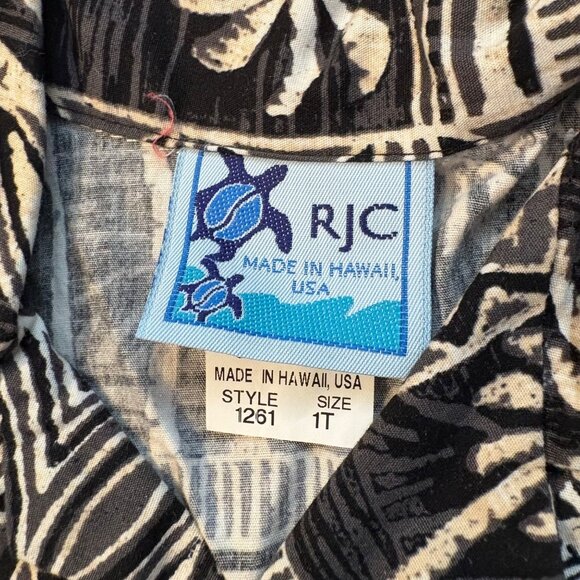 RJC
MADE IN HAWAII,
USA
MADE IN HAWAII, USA
STYLE SIZE
1261 1T